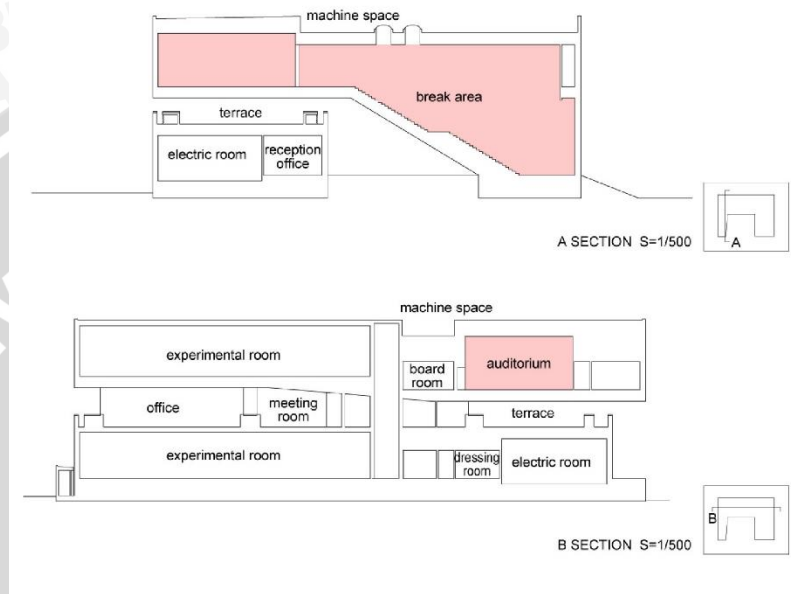 machine space
break area
terrace
electric room
reception
office
A SECTION S=1/500
A
machine space
experimental room
board
room
auditorium
office
meeting
room
terrace
experimental room
dressing
room
electric room
B
B SECTION S=1/500